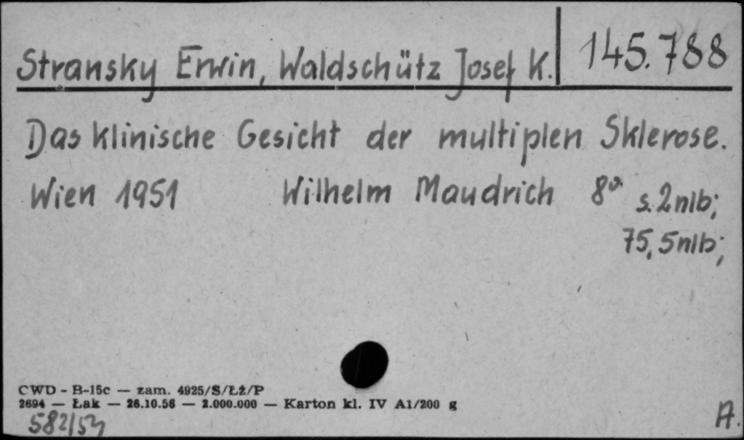 Stransky Erwin, Waldschütz Josef K. 145.788
Das klinische Gesicht der multiplen Sklerose.
Wien 1951 Wilhelm Maudrich 8° s. 2nlb;
75, 5nlb;
CWD - B-15c — zam. 4925/S/Łż/P
2694 — Łak — 26.10.56 — 2.000.000 — Karton kl. IV A1/200 g
582/54
A.